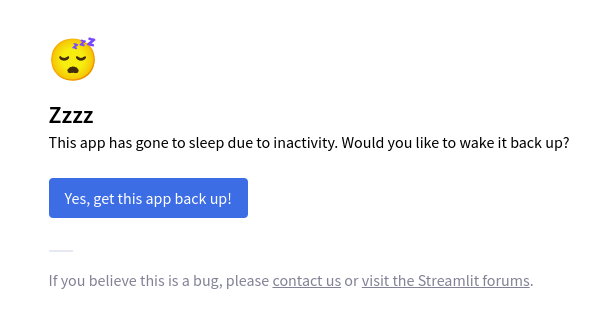 Zzzz
This app has gone to sleep due to inactivity. Would you like to wake it back up?
Yes, get this app back up!
If you believe this is a bug, please contact us or visit the Streamlit forums.